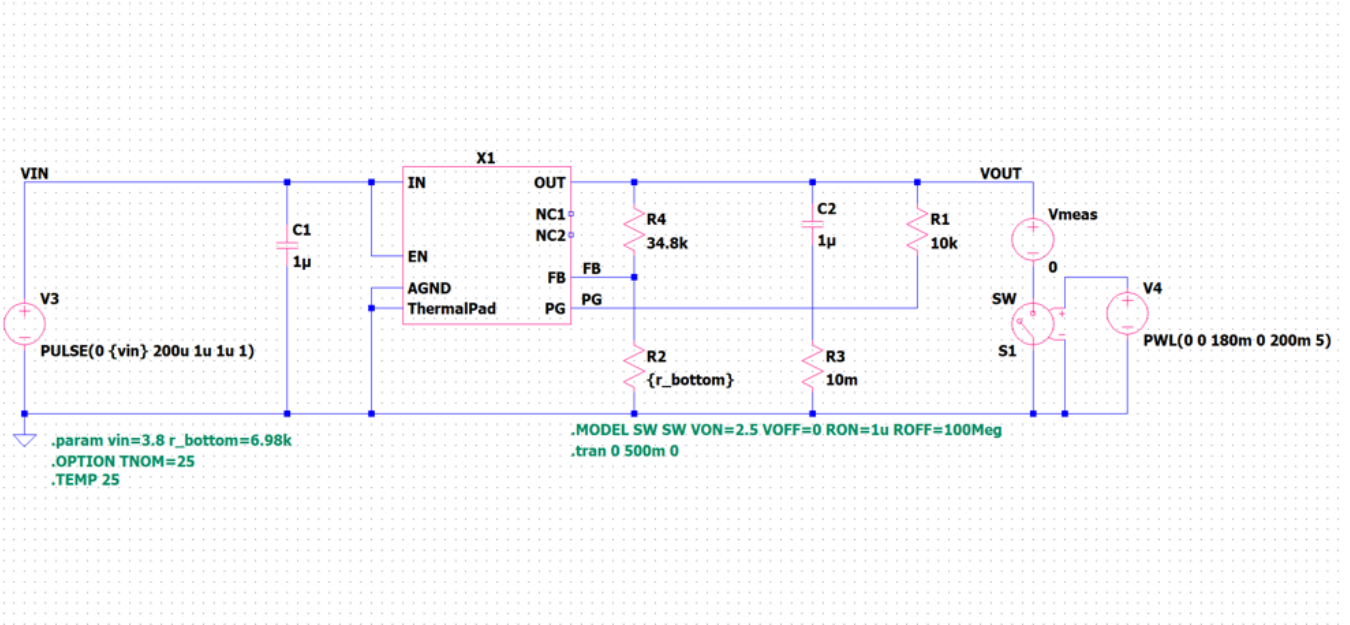 X1
VIN
IN
OUT
VOUT
C2
1µ
NC1
NC2
R4
34.8k
R1
10k
Vmeas
0
C1
1µ
EN
FB
FB
AGND
ThermalPad
PG
PG
V3
PULSE(0 {vin} 200u 1u 1u 1)
SW
S1
+
-
V4
PWL(0 0 180m 0 200m 5)
R2
{r_bottom}
R3
10m
.param vin=3.8 r_bottom=6.98k
.OPTION TNOM=25
.TEMP 25
.MODEL SW SW VON=2.5 VOFF=0 RON=1u ROFF=100Meg
.tran 0 500m 0